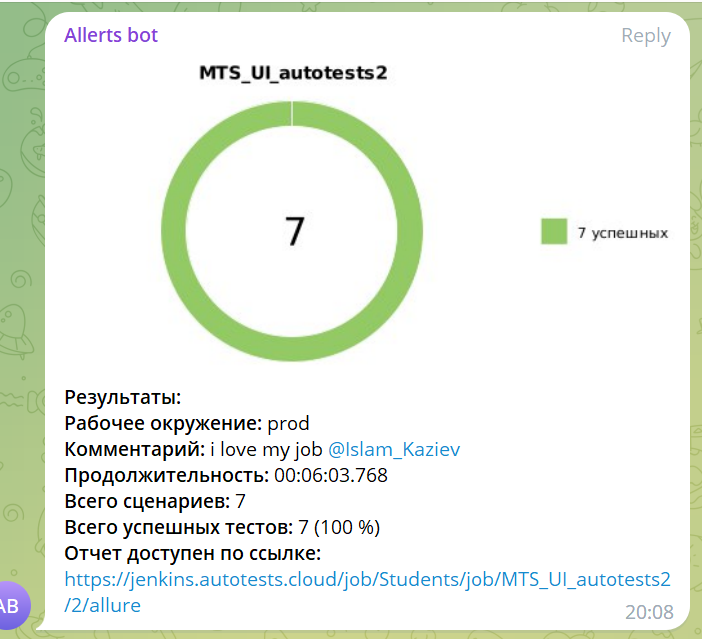 Allerts bot
Reply
MTS_UI_autotests2
7
7 успешных
Результаты:
Рабочее окружение: prod
Комментарий: i love my job @Islam_Kaziev
Продолжительность: 00:06:03.768
Всего сценариев: 7
Всего успешных тестов: 7 (100 %)
Отчет доступен по ссылке:
https://jenkins.autotests.cloud/job/Students/job/MTS_UI_autotests2
/2/allure
20:08
AB